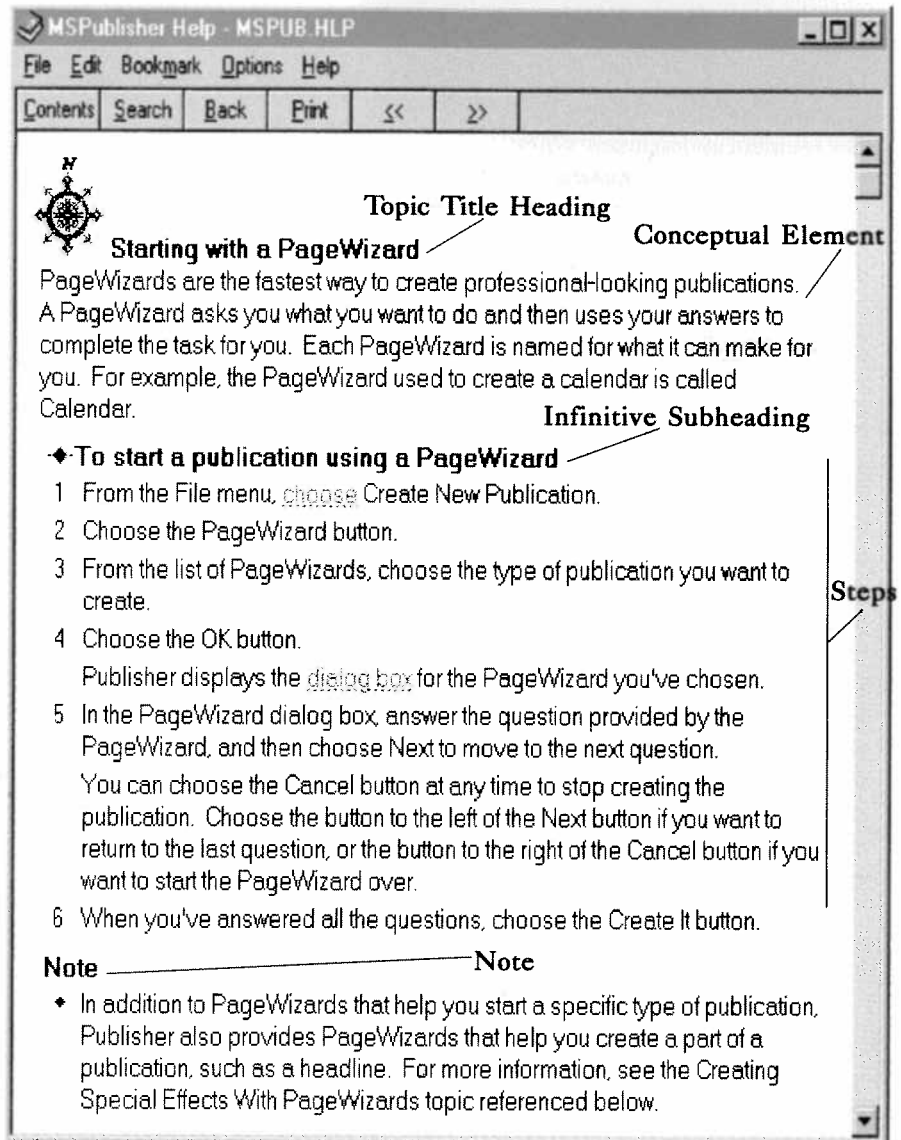 MSPublisher Help - MSPUB.HLP
File Edit Bookmark Options Help
Contents Search Back Print << >>
N
Topic Title Heading
Starting with a PageWizard
Conceptual Element
PageWizards are the fastest way to create professional-looking publications.
A PageWizard asks you what you want to do and then uses your answers to
complete the task for you. Each PageWizard is named for what it can make for
you. For example, the PageWizard used to create a calendar is called
Calendar.
Infinitive Subheading
To start a publication using a PageWizard
1 From the File menu, choose Create New Publication.
2 Choose the PageWizard button.
3 From the list of PageWizards, choose the type of publication you want to
create.
Steps
4 Choose the OK button.
Publisher displays the dialog box for the PageWizard you've chosen.
5 In the PageWizard dialog box, answer the question provided by the
PageWizard, and then choose Next to move to the next question.
You can choose the Cancel button at any time to stop creating the
publication. Choose the button to the left of the Next button if you want to
return to the last question, or the button to the right of the Cancel button if you
want to start the PageWizard over.
6 When you've answered all the questions, choose the Create It button.
Note
Note
In addition to PageWizards that help you start a specific type of publication,
Publisher also provides PageWizards that help you create a part of a
publication, such as a headline. For more information, see the Creating
Special Effects With PageWizards topic referenced below.